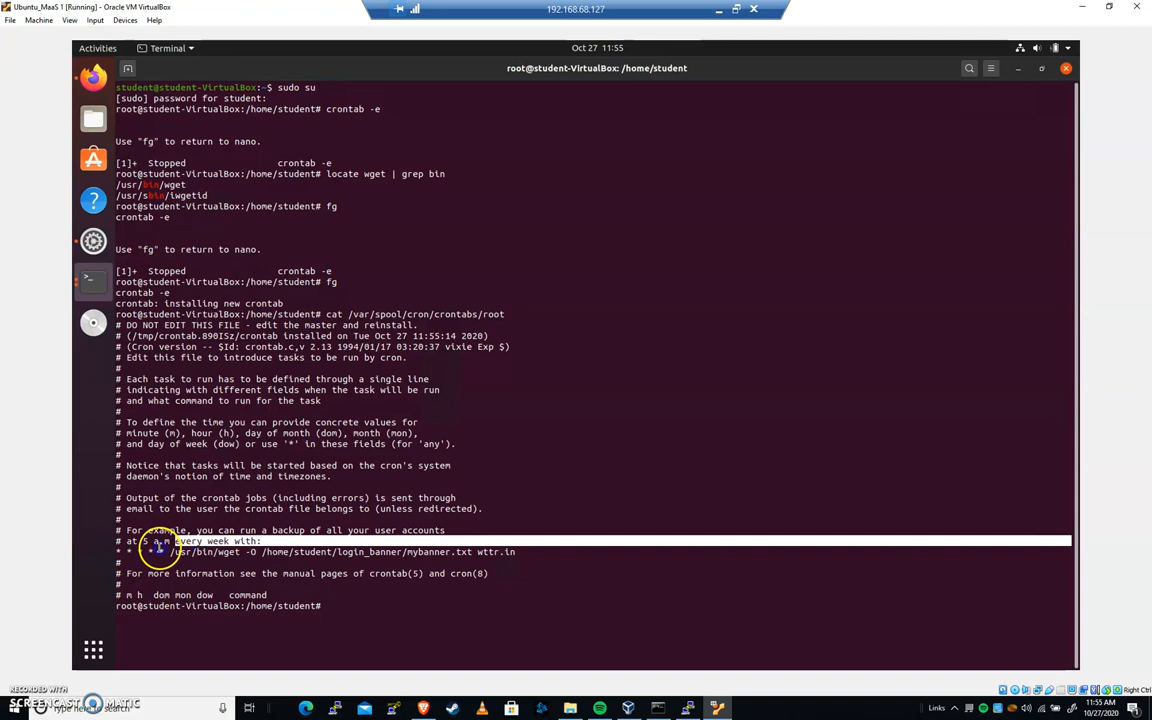 Ubuntu_MaaS 1 [Running] - Oracle VM VirtualBox
192.168.68.127
File Machine View Input Devices Help
Activities Terminal Oct 27 11:55
root@student-VirtualBox: /home/student
student@student-VirtualBox:~$ sudo su
[sudo] password for student:
root@student-VirtualBox:/home/student# crontab -e
Use "fg" to return to nano.
[1]+ Stopped crontab -e
root@student-VirtualBox:/home/student# locate wget | grep bin
/usr/bin/wget
/usr/sbin/iwgetid
root@student-VirtualBox:/home/student# fg
crontab -e
Use "fg" to return to nano.
[1]+ Stopped crontab -e
root@student-VirtualBox:/home/student# fg
crontab -e
crontab: installing new crontab
root@student-VirtualBox:/home/student# cat /var/spool/cron/crontabs/root
# DO NOT EDIT THIS FILE - edit the master and reinstall.
# (/tmp/crontab.890ISz/crontab installed on Tue Oct 27 11:55:14 2020)
# (Cron version -- $Id: crontab.c,v 2.13 1994/01/17 03:20:37 vixie Exp $)
# Edit this file to introduce tasks to be run by cron.
#
# Each task to run has to be defined through a single line
# indicating with different fields when the task will be run
# and what command to run for the task
#
# To define the time you can provide concrete values for
# minute (m), hour (h), day of month (dom), month (mon),
# and day of week (dow) or use '*' in these fields (for 'any').
#
# Notice that tasks will be started based on the cron's system
# daemon's notion of time and timezones.
#
# Output of the crontab jobs (including errors) is sent through
# email to the user the crontab file belongs to (unless redirected).
#
# For example, you can run a backup of all your user accounts
# at 5 a.m every week with:
* * * * * /usr/bin/wget -O /home/student/login_banner/mybanner.txt wttr.in
#
# For more information see the manual pages of crontab(5) and cron(8)
#
# m h dom mon dow command
root@student-VirtualBox:/home/student#
Right Ctrl
RECORDED WITH
SCREENCAST MATIC
Type here to search
Links
11:55 AM
10/27/2020